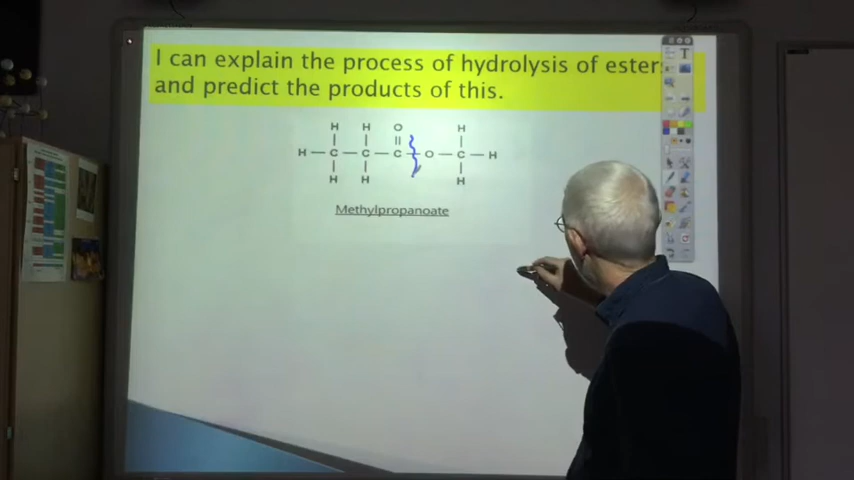 I can explain the process of hydrolysis of ester
and predict the products of this.
H H O H
H C C C O C H
H H H
Methylpropanoate
T